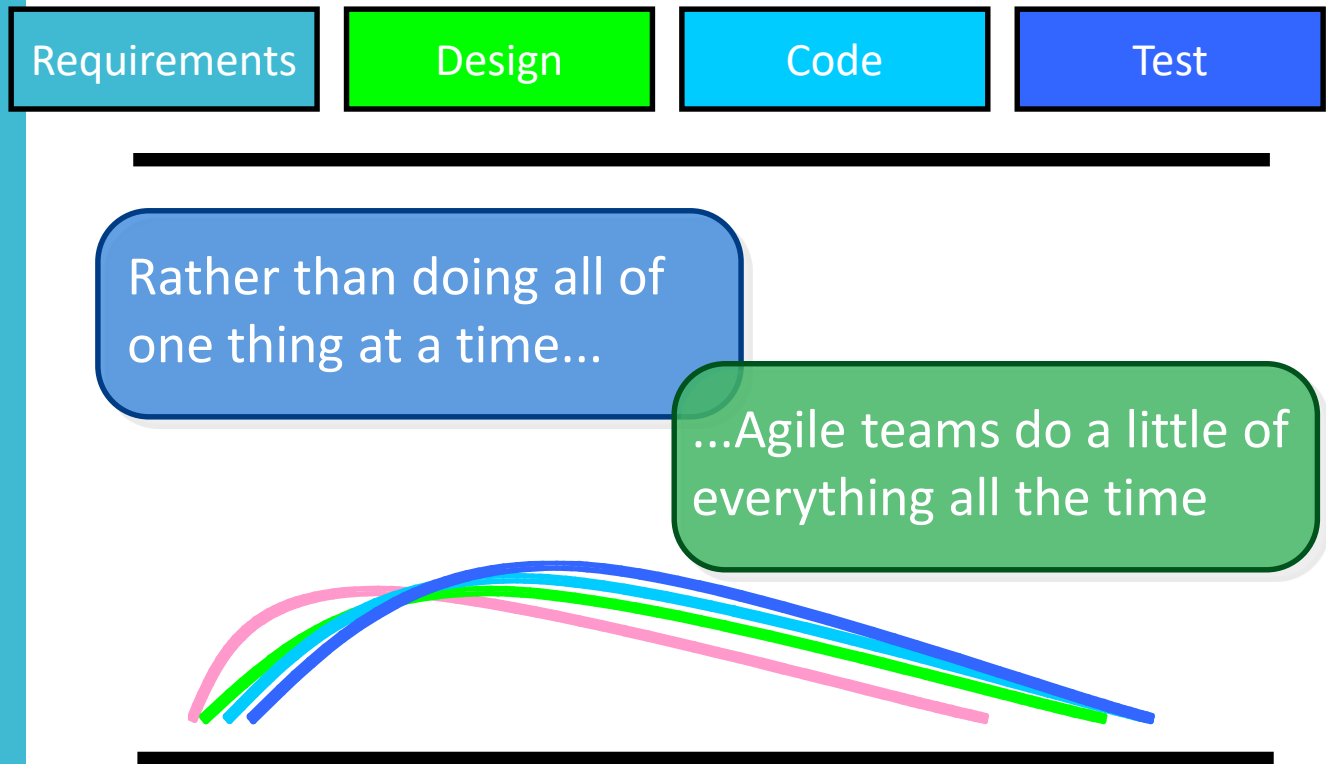 Requirements
Design
Code
Test
Rather than doing all of
one thing at a time...
...Agile teams do a little of
everything all the time